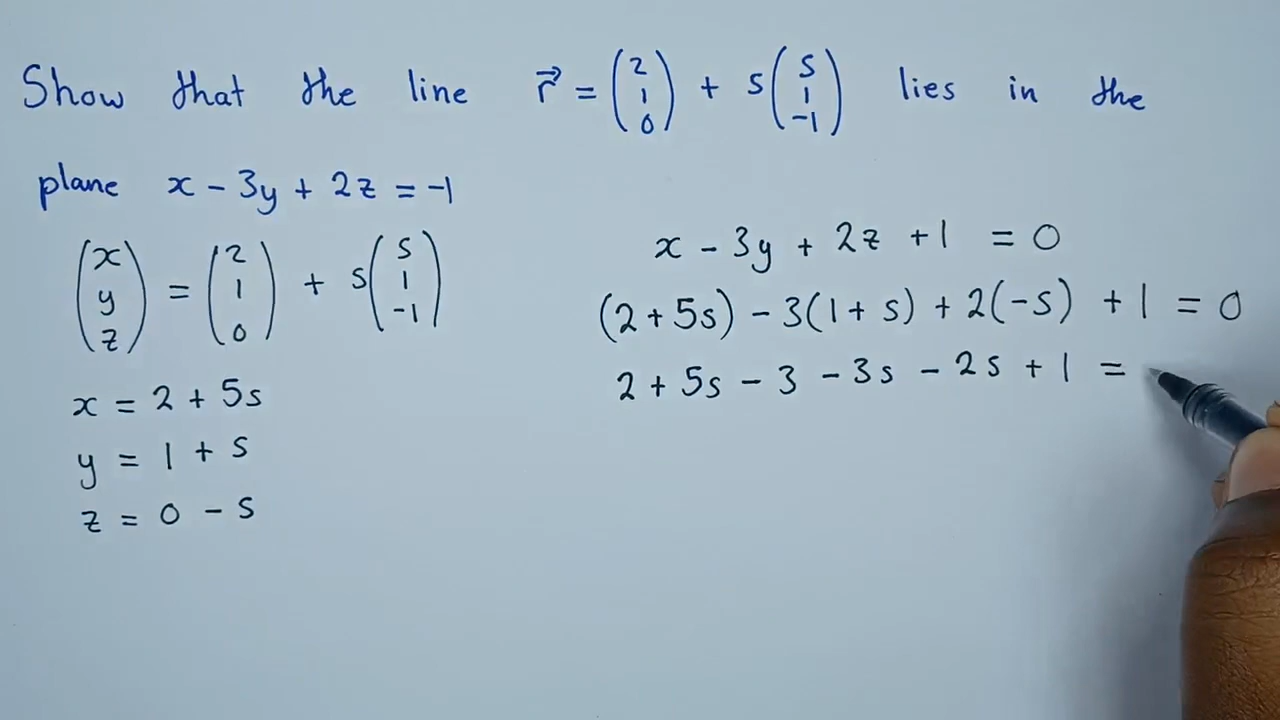 Show that the line r⃗ = (2 1 0) + s(5 1 -1) lies in the
plane x - 3y + 2z = -1
(x y z) = (2 1 0) + s(5 1 -1)
x = 2 + 5s
y = 1 + s
z = 0 - s
x - 3y + 2z + 1 = 0
(2 + 5s) - 3(1 + s) + 2(-s) + 1 = 0
2 + 5s - 3 - 3s - 2s + 1 =